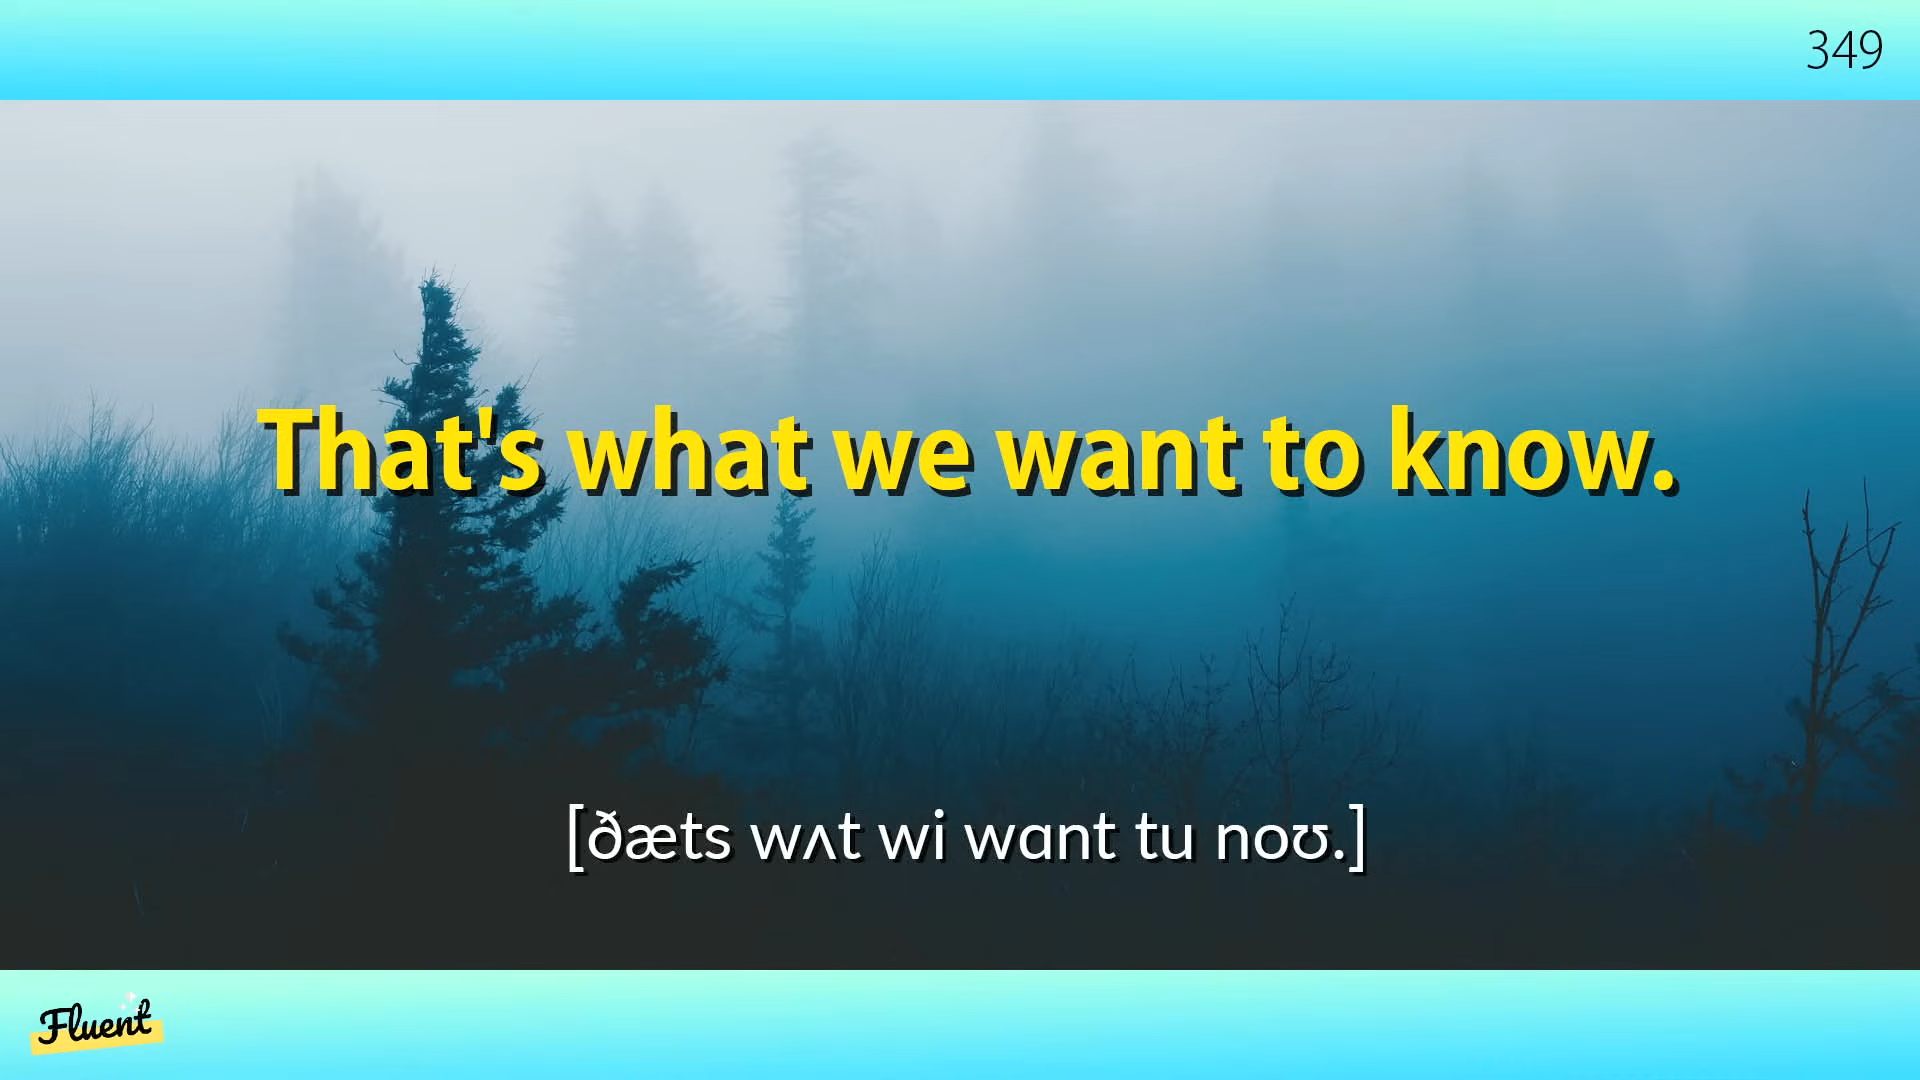 349
That's what we want to know.
[ðæts wʌt wi wɑnt tu noʊ.]
Fluent